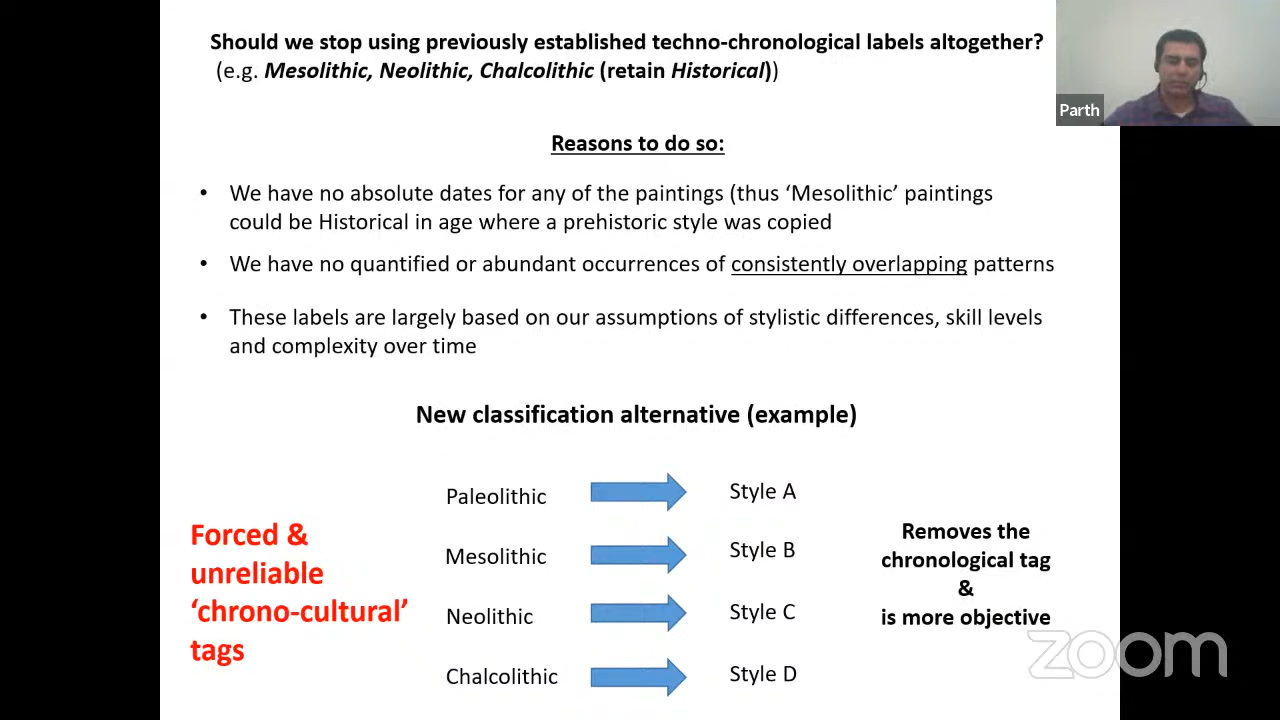 Should we stop using previously established techno-chronological labels altogether?
(e.g. Mesolithic, Neolithic, Chalcolithic (retain Historical))
Parth
Reasons to do so:
• We have no absolute dates for any of the paintings (thus ‘Mesolithic’ paintings
could be Historical in age where a prehistoric style was copied
• We have no quantified or abundant occurrences of consistently overlapping patterns
• These labels are largely based on our assumptions of stylistic differences, skill levels
and complexity over time
New classification alternative (example)
Forced &
unreliable
‘chrono-cultural’
tags
Paleolithic Style A
Mesolithic Style B
Neolithic Style C
Chalcolithic Style D
Removes the
chronological tag
&
is more objective
zoom